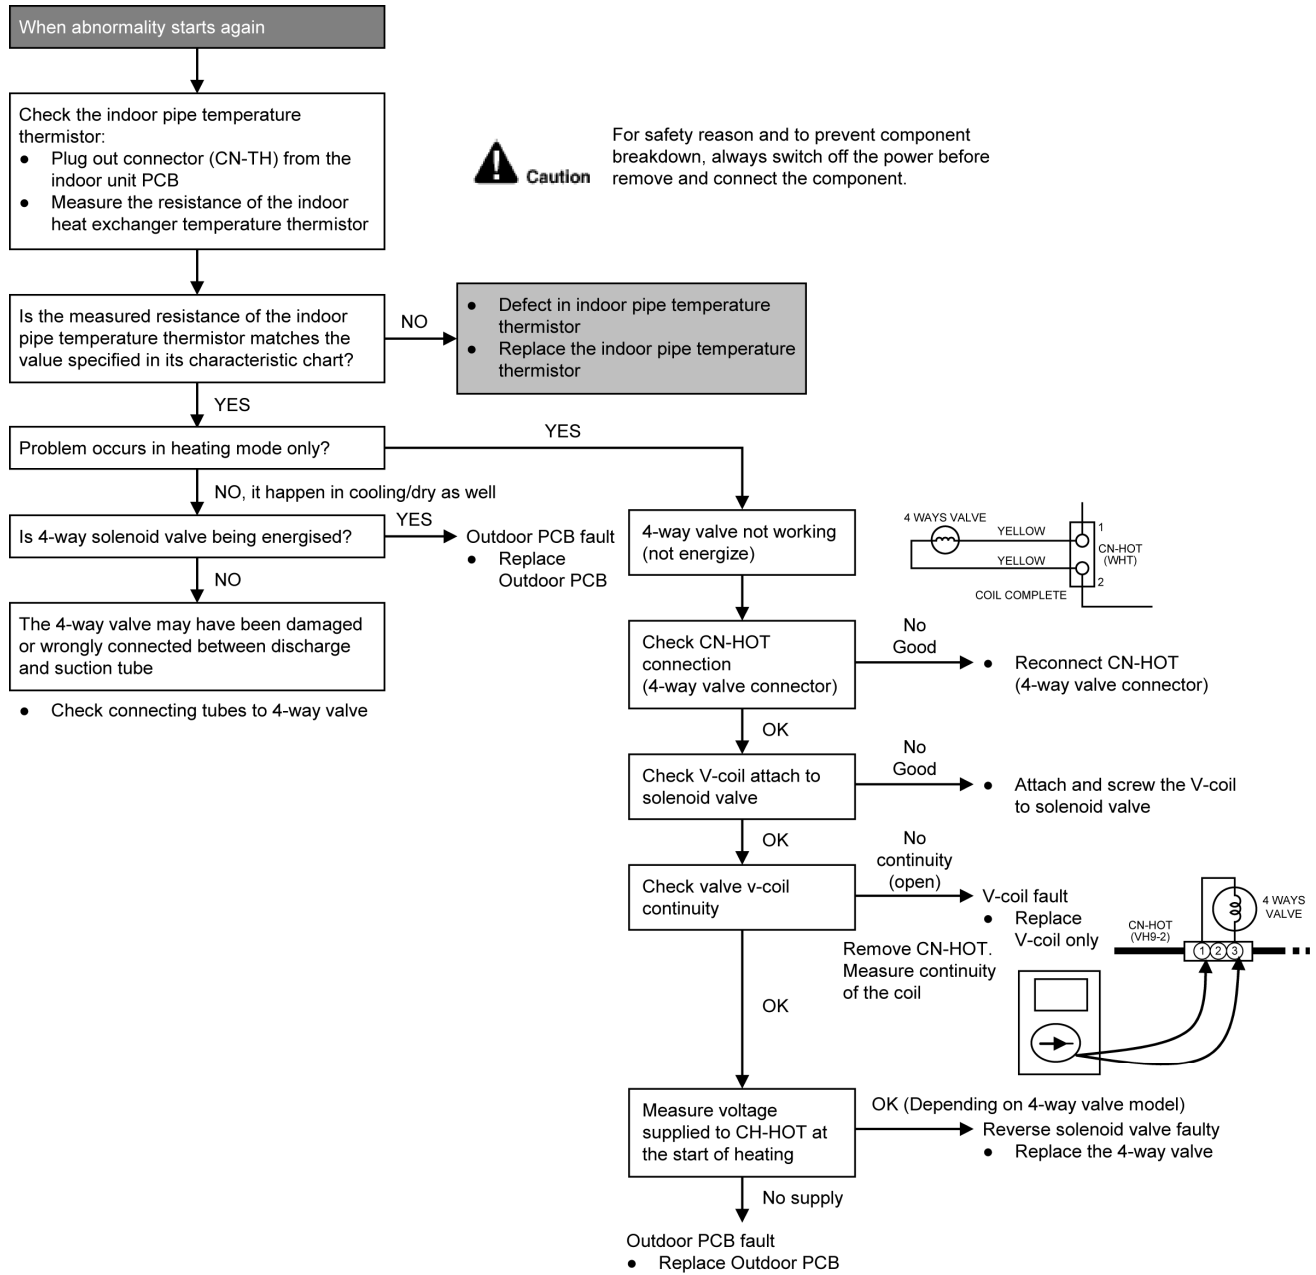 When abnormality starts again
Check the indoor pipe temperature
thermistor:
● Plug out connector (CN-TH) from the
indoor unit PCB
● Measure the resistance of the indoor
heat exchanger temperature thermistor
Caution
For safety reason and to prevent component
breakdown, always switch off the power before
remove and connect the component.
Is the measured resistance of the indoor
pipe temperature thermistor matches the
value specified in its characteristic chart?
NO
● Defect in indoor pipe temperature
thermistor
● Replace the indoor pipe temperature
thermistor
YES
Problem occurs in heating mode only?
YES
NO, it happen in cooling/dry as well
Is 4-way solenoid valve being energised?
YES
Outdoor PCB fault
● Replace
Outdoor PCB
NO
The 4-way valve may have been damaged
or wrongly connected between discharge
and suction tube
● Check connecting tubes to 4-way valve
4-way valve not working
(not energize)
4 WAYS VALVE
YELLOW
YELLOW
1
CN-HOT
(WHT)
2
COIL COMPLETE
Check CN-HOT
connection
(4-way valve connector)
No
Good
● Reconnect CN-HOT
(4-way valve connector)
OK
Check V-coil attach to
solenoid valve
No
Good
● Attach and screw the V-coil
to solenoid valve
OK
Check valve v-coil
continuity
No
continuity
(open)
V-coil fault
● Replace
V-coil only
Remove CN-HOT.
Measure continuity
of the coil
CN-HOT
(VH9-2)
4 WAYS
VALVE
1 2 3
OK
Measure voltage
supplied to CH-HOT at
the start of heating
OK (Depending on 4-way valve model)
Reverse solenoid valve faulty
● Replace the 4-way valve
No supply
Outdoor PCB fault
● Replace Outdoor PCB